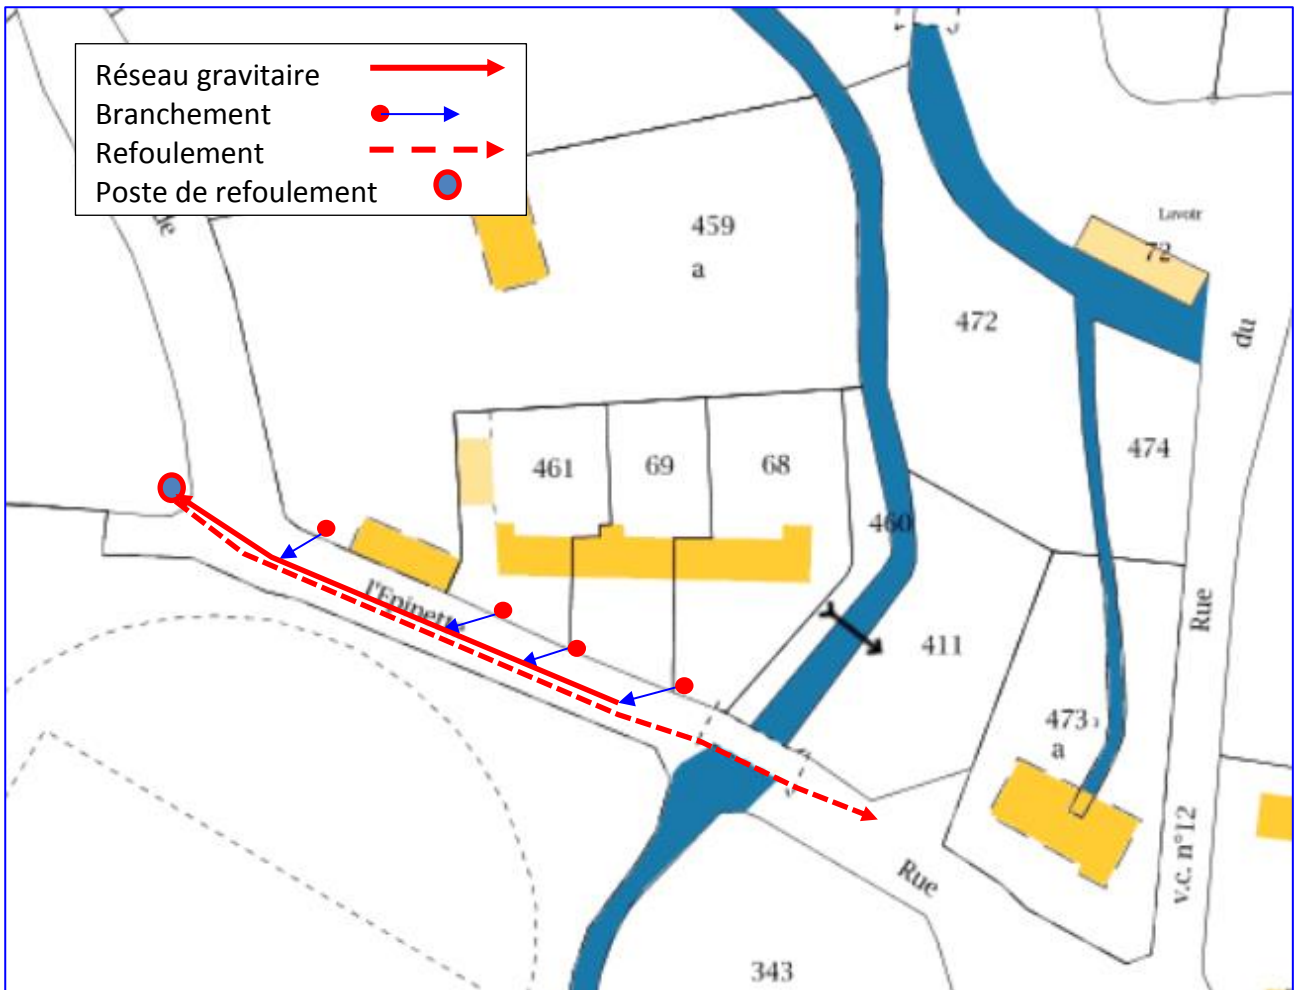 Réseau gravitaire
Branchement
Refoulement
Poste de refoulement
de
459
a
Lavoir
72
472
du
474
461
69
68
460
l'Epinette
411
Rue
473
a
v.c. n°12
Rue
343